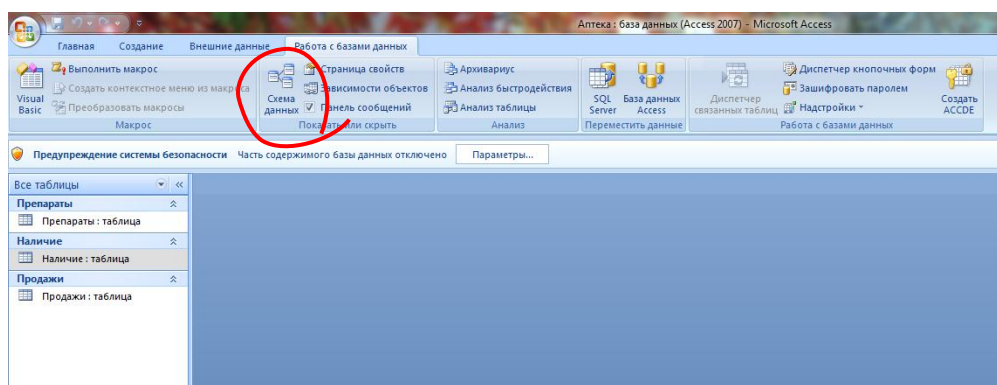 Аптека : база данных (Access 2007) - Microsoft Access
Главная Создание Внешние данные Работа с базами данных
Visual Basic
Выполнить макрос
Создать контекстное меню из макроса
Преобразовать макросы
Макрос
Схема данных
Страница свойств
Зависимости объектов
Панель сообщений
Показать или скрыть
Архивариус
Анализ быстродействия
Анализ таблицы
Анализ
SQL Server
База данных Access
Переместить данные
Диспетчер связанных таблиц
Диспетчер кнопочных форм
Зашифровать паролем
Надстройки
Создать ACCDE
Работа с базами данных
Предупреждение системы безопасности Часть содержимого базы данных отключено Параметры...
Все таблицы
Препараты
Препараты : таблица
Наличие
Наличие : таблица
Продажи
Продажи : таблица